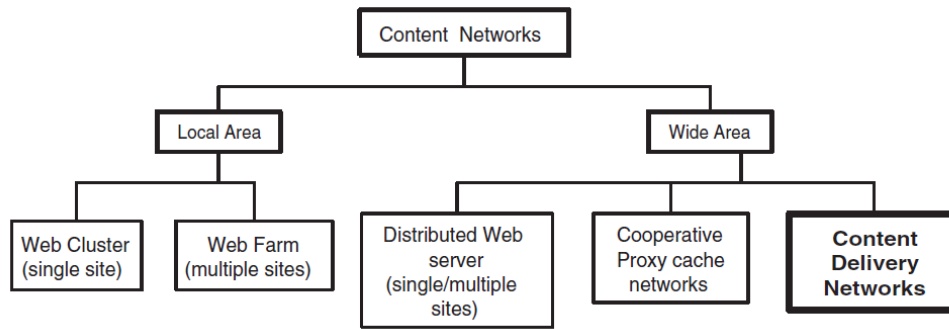 Content Networks
Local Area
Wide Area
Web Cluster
(single site)
Web Farm
(multiple sites)
Distributed Web
server
(single/multiple
sites)
Cooperative
Proxy cache
networks
Content
Delivery
Networks